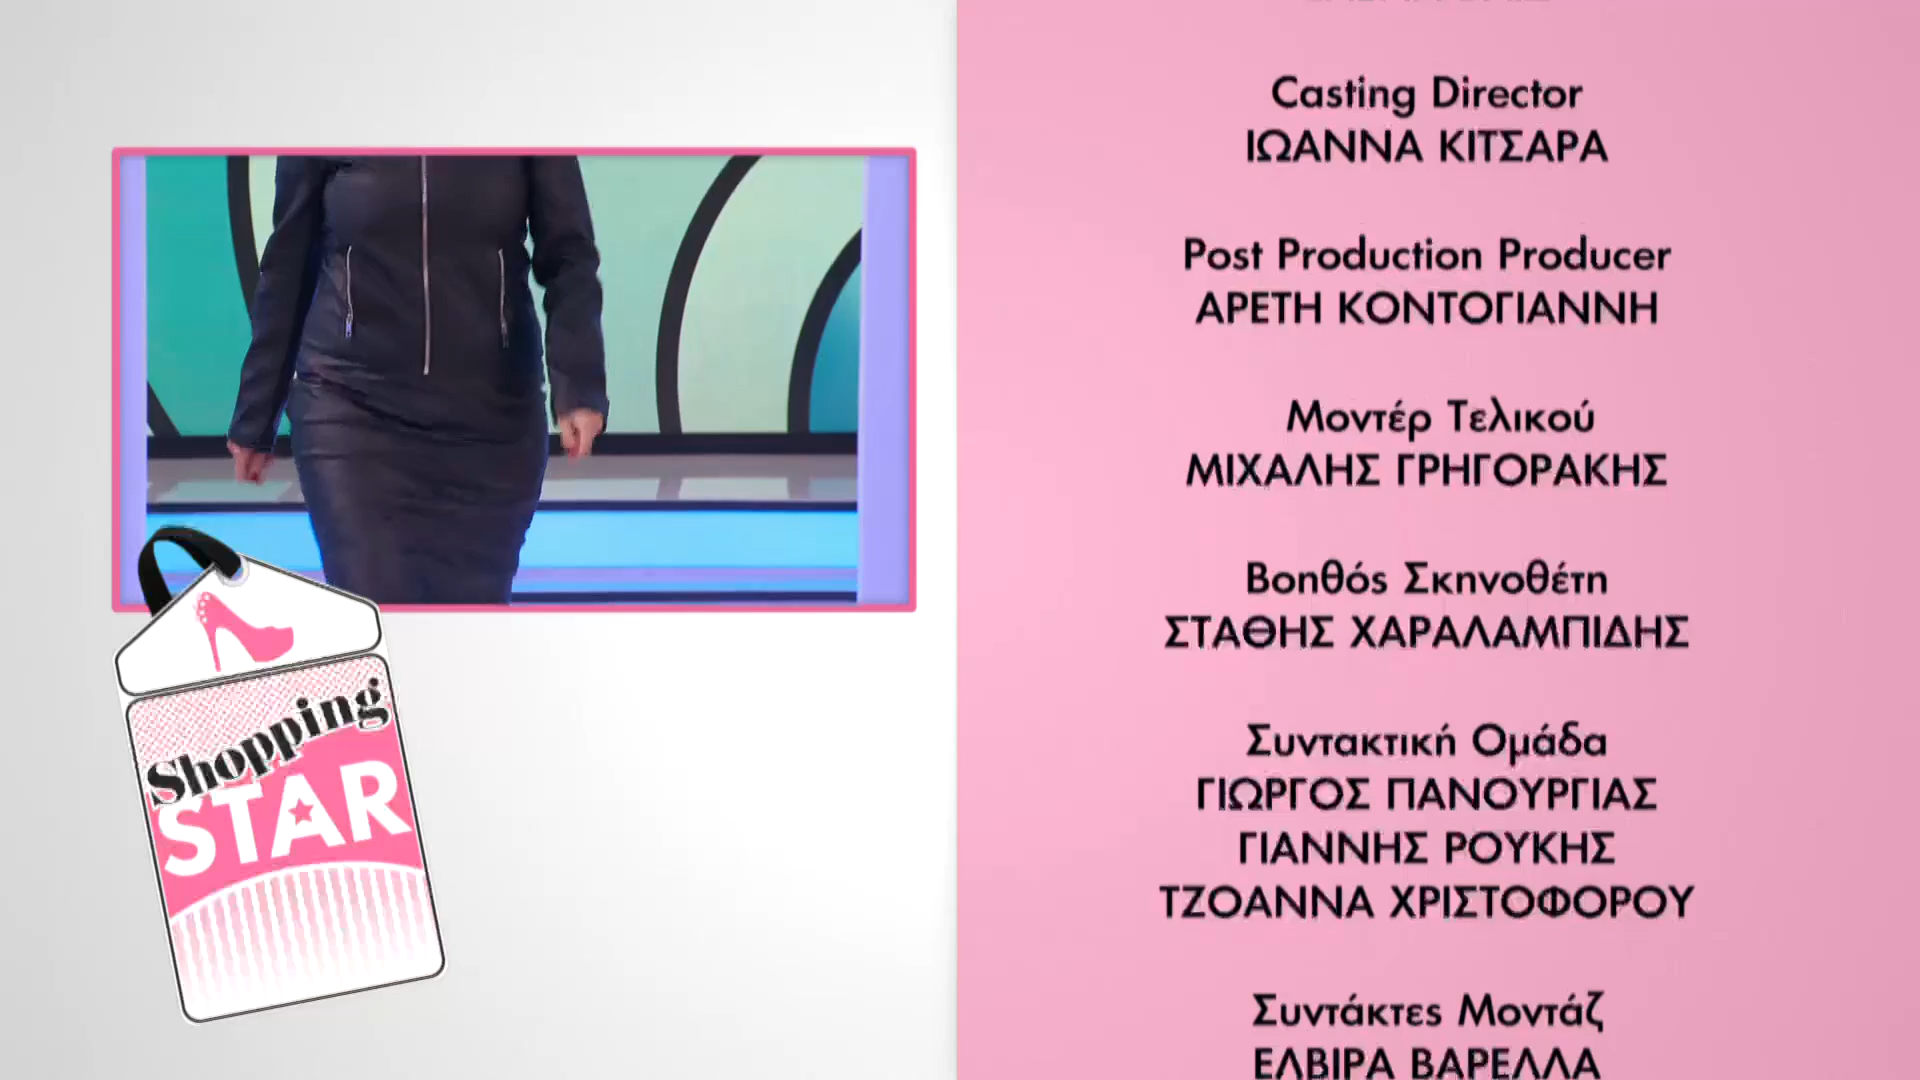 Casting Director
ΙΩΑΝΝΑ ΚΙΤΣΑΡΑ
Post Production Producer
ΑΡΕΤΗ ΚΟΝΤΟΓΙΑΝΝΗ
Μοντέρ Τελικού
ΜΙΧΑΛΗΣ ΓΡΗΓΟΡΑΚΗΣ
Βοηθός Σκηνοθέτη
ΣΤΑΘΗΣ ΧΑΡΑΛΑΜΠΙΔΗΣ
Συντακτική Ομάδα
ΓΙΩΡΓΟΣ ΠΑΝΟΥΡΓΙΑΣ
ΓΙΑΝΝΗΣ ΡΟΥΚΗΣ
ΤΖΟΑΝΝΑ ΧΡΙΣΤΟΦΟΡΟΥ
Συντάκτες Μοντάζ
ΕΛΒΙΡΑ ΒΑΡΕΛΛΑ
Shopping
STAR